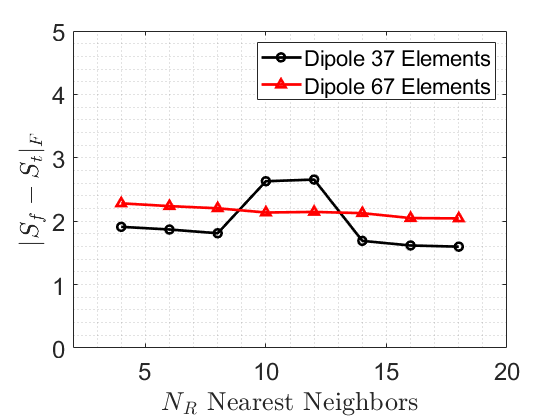 Dipole 37 Elements
Dipole 67 Elements
5
4
3
2
1
0
|S_f − S_t|_F
5 10 15 20
N_R Nearest Neighbors